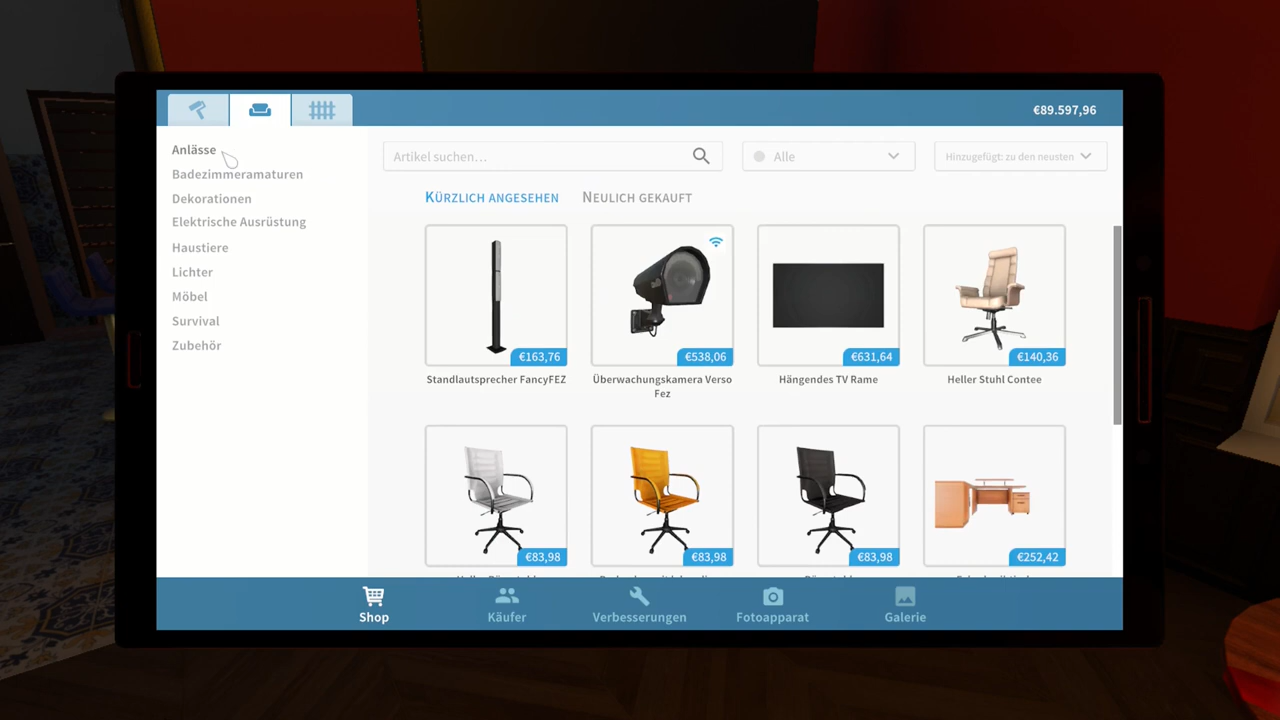 €89.597,96
Anlässe
Badezimmeramaturen
Dekorationen
Elektrische Ausrüstung
Haustiere
Lichter
Möbel
Survival
Zubehör
Artikel suchen...
Alle
Hinzugefügt: zu den neusten
KÜRZLICH ANGESEHEN
NEULICH GEKAUFT
€163,76
Standlautsprecher FancyFEZ
€538,06
Überwachungskamera Verso
Fez
€631,64
Hängendes TV Rame
€140,36
Heller Stuhl Contee
€83,98
€83,98
€83,98
€252,42
Shop
Käufer
Verbesserungen
Fotoapparat
Galerie